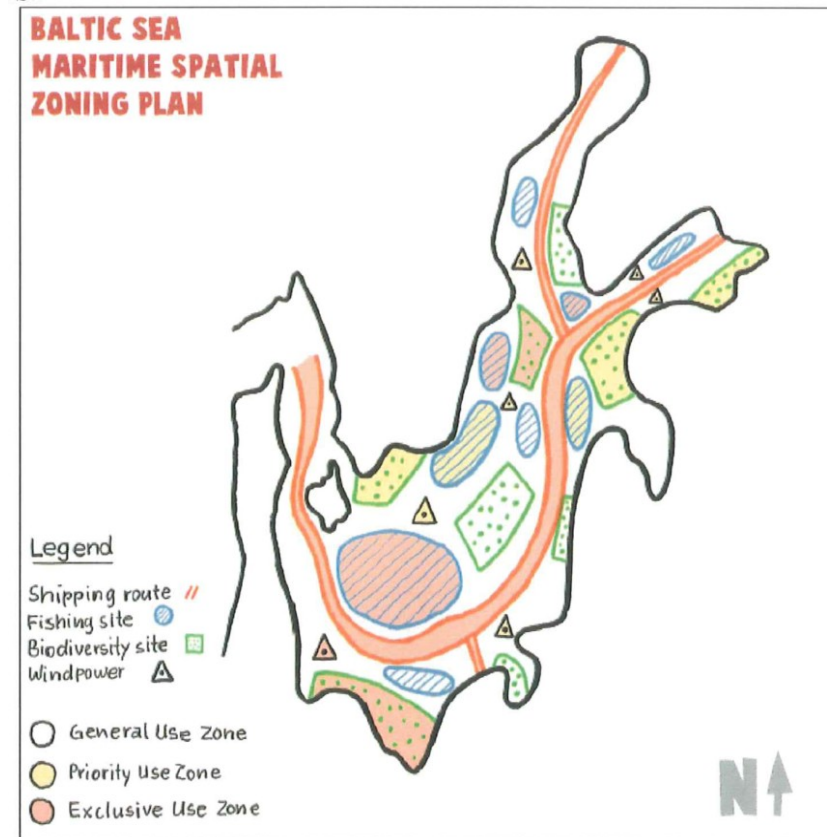 BALTIC SEA
MARITIME SPATIAL
ZONING PLAN
Legend
Shipping route
Fishing site
Biodiversity site
Windpower
General Use Zone
Priority Use Zone
Exclusive Use Zone
N